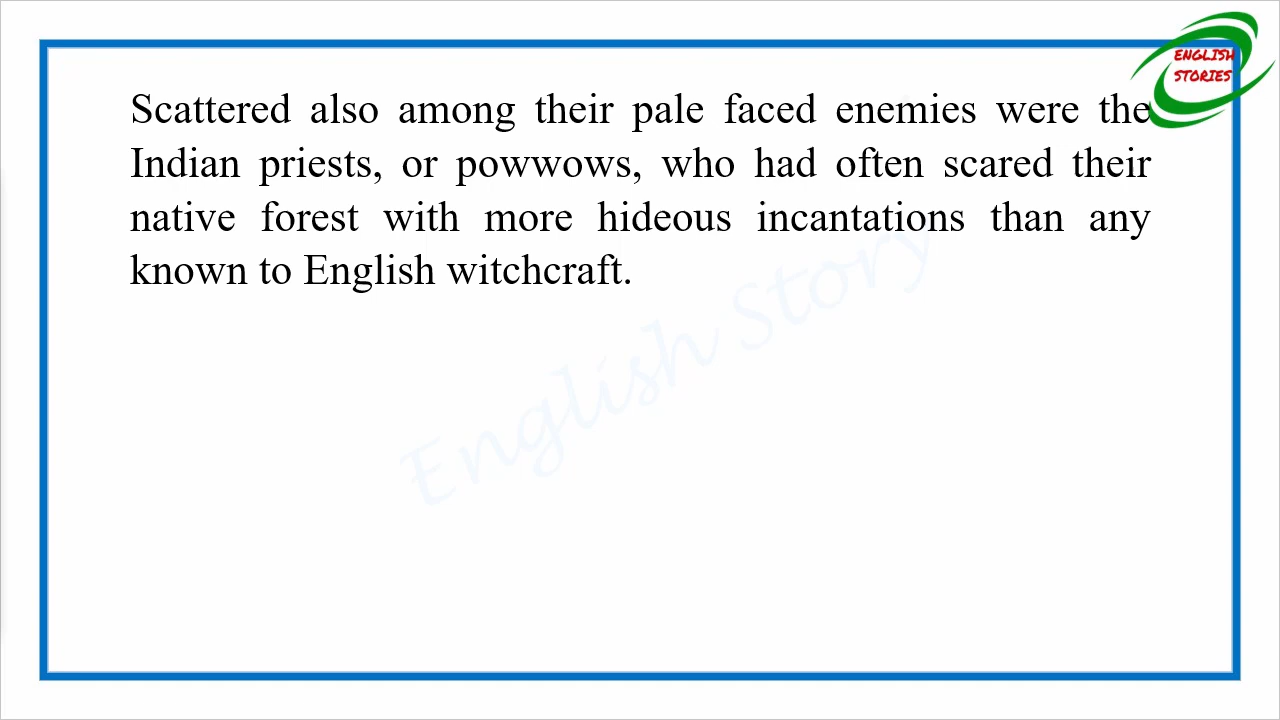 ENGLISH
STORIES
Scattered also among their pale faced enemies were the
Indian priests, or powwows, who had often scared their
native forest with more hideous incantations than any
known to English witchcraft.
English Story